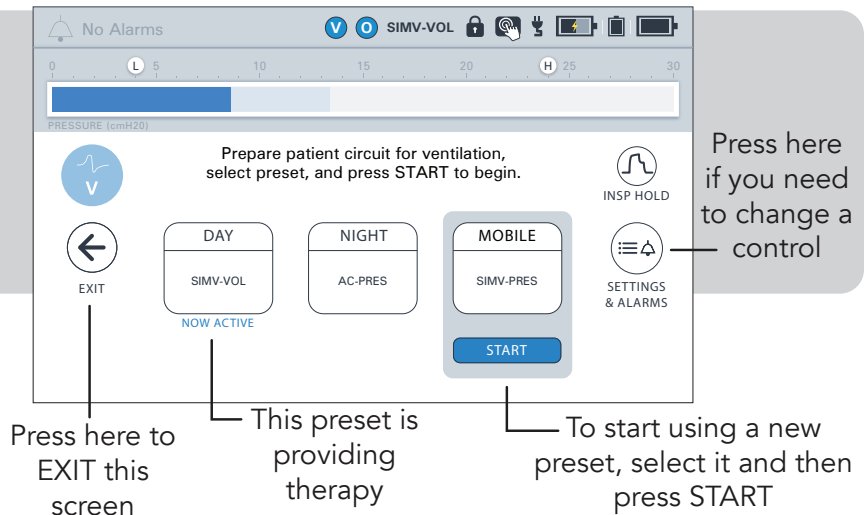 No Alarms
V O SIMV-VOL
0 L 5 10 15 20 H 25 30
PRESSURE (cmH20)
Prepare patient circuit for ventilation,
select preset, and press START to begin.
V
INSP HOLD
DAY
NIGHT
MOBILE
SIMV-VOL
AC-PRES
SIMV-PRES
EXIT
SETTINGS
& ALARMS
NOW ACTIVE
START
Press here
if you need
to change a
control
Press here to
EXIT this
screen
This preset is
providing
therapy
To start using a new
preset, select it and then
press START